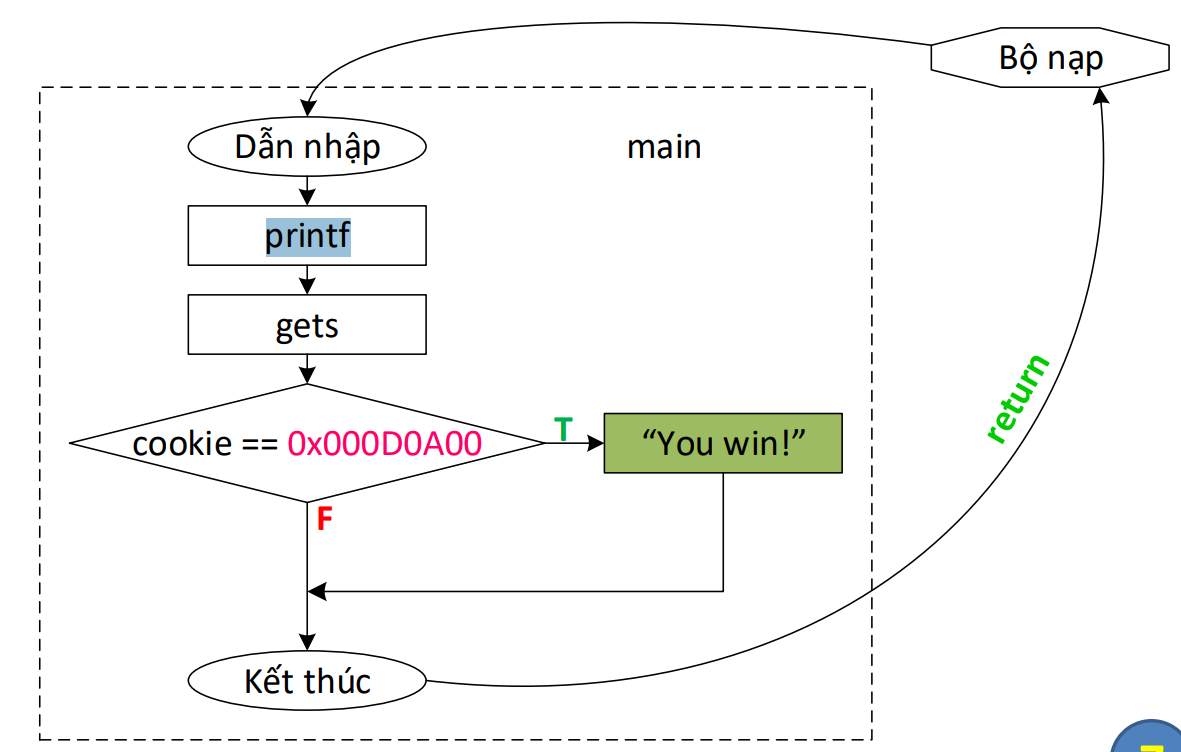 Bộ nạp
Dẫn nhập
main
printf
gets
cookie == 0x000D0A00
T
“You win!”
F
return
Kết thúc